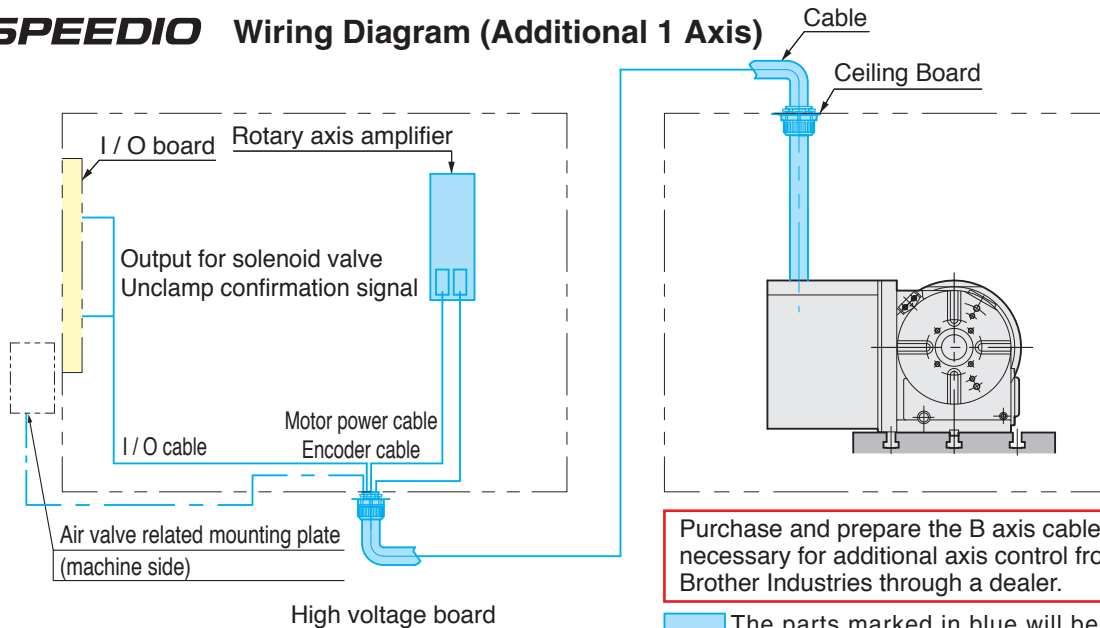 SPEEDIO Wiring Diagram (Additional 1 Axis)
Cable
Ceiling Board
I / O board
Rotary axis amplifier
Output for solenoid valve
Unclamp confirmation signal
Motor power cable
Encoder cable
I / O cable
Air valve related mounting plate
(machine side)
High voltage board
Purchase and prepare the B axis cable
necessary for additional axis control
Brother Industries through a dealer.
The parts marked in blue will be